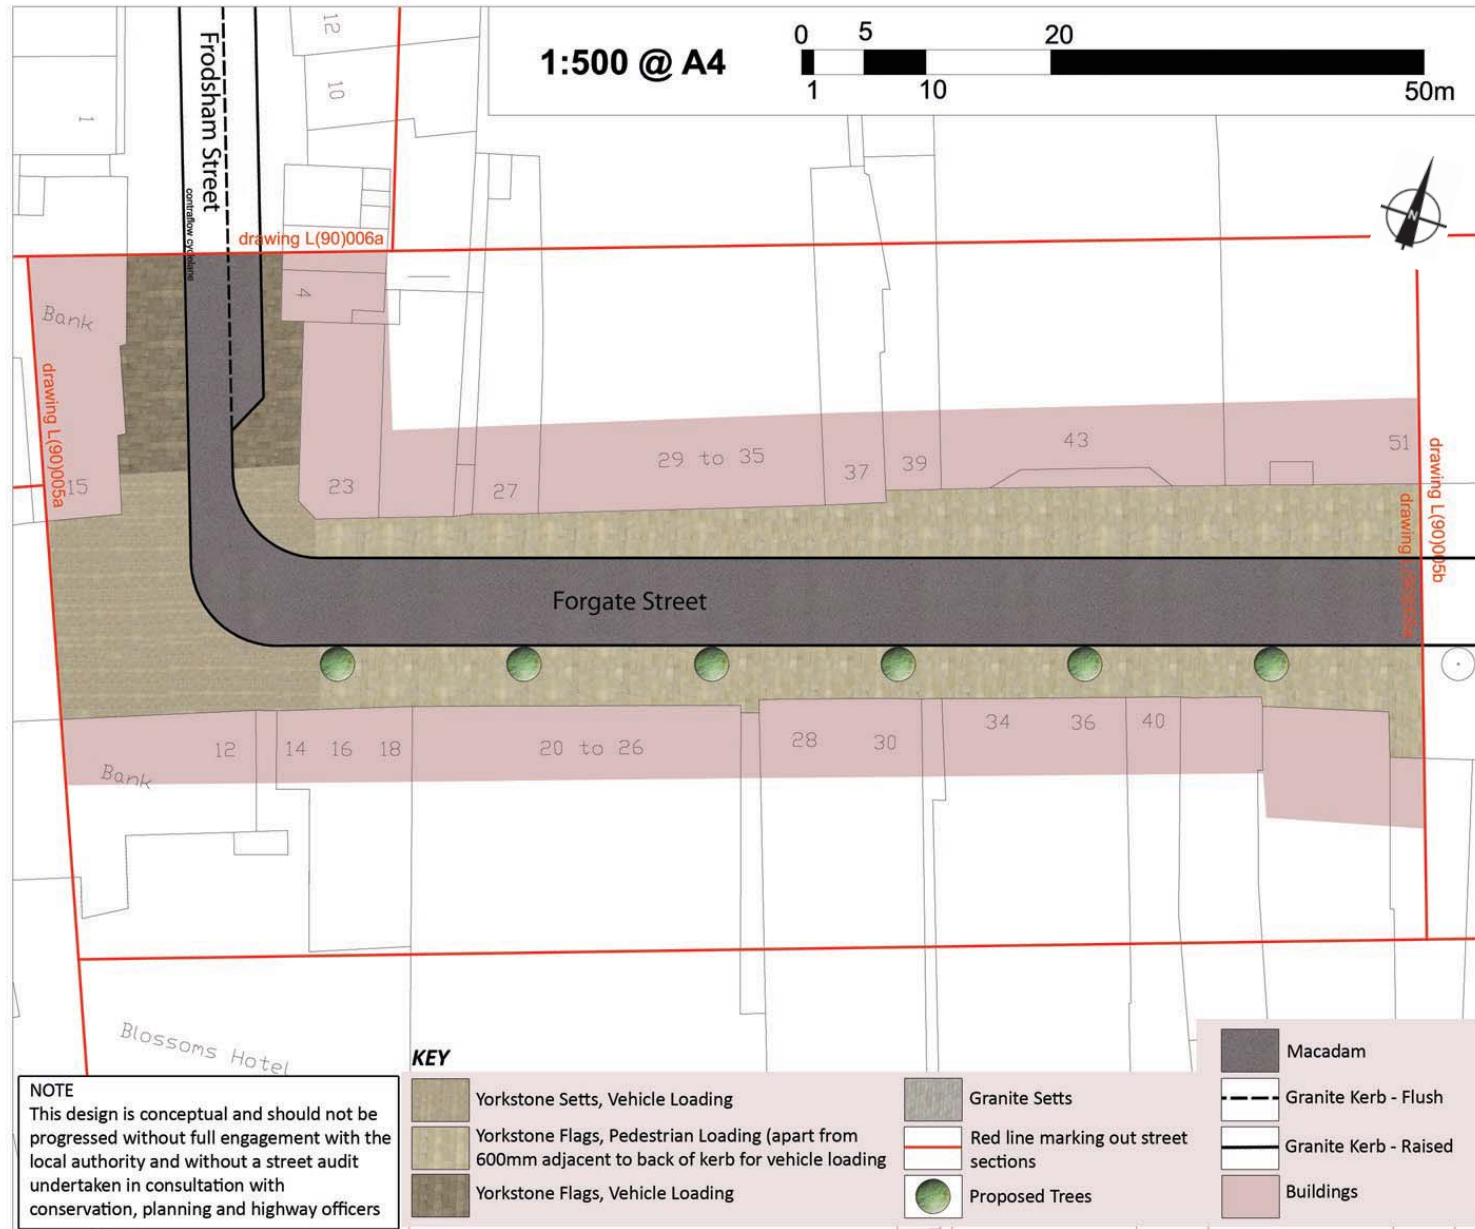 1:500 @ A4
0 5 20
1 10 50m
Frodsham Street
contraflow cyclelane
12
10
1
N
drawing L(90)006a
Bank
4
drawing L(90)005a
15
23
27
29 to 35
37
39
43
51
drawing L(90)005b
Forgate Street
12
14 16 18
20 to 26
28
30
34
36
40
Bank
Blossoms Hotel
NOTE
This design is conceptual and should not be
progressed without full engagement with the
local authority and without a street audit
undertaken in consultation with
conservation, planning and highway officers
KEY
Yorkstone Setts, Vehicle Loading
Yorkstone Flags, Pedestrian Loading (apart from
600mm adjacent to back of kerb for vehicle loading
Yorkstone Flags, Vehicle Loading
Granite Setts
Red line marking out street
sections
Proposed Trees
Macadam
Granite Kerb - Flush
Granite Kerb - Raised
Buildings